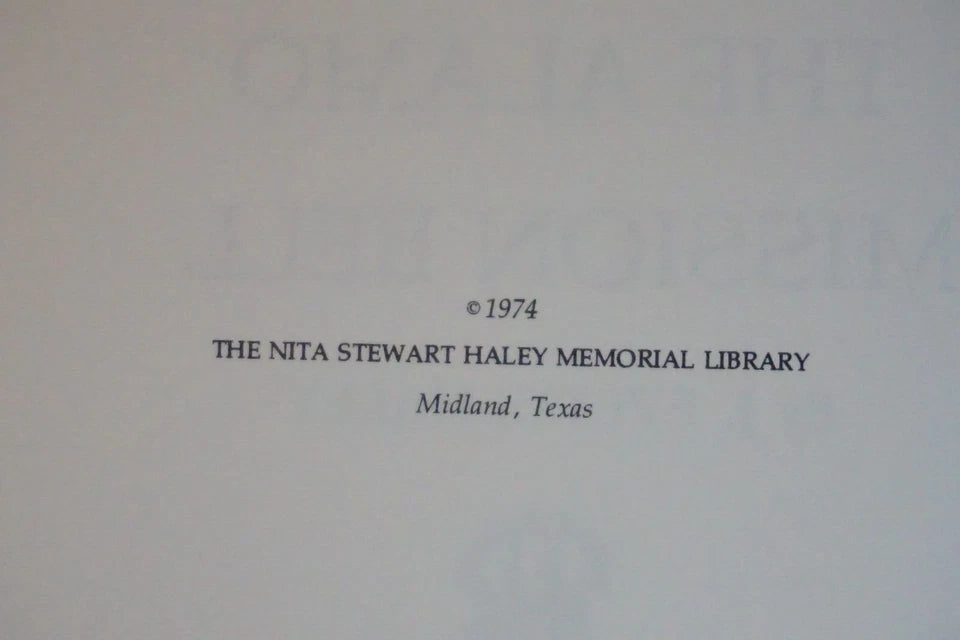 © 1974
THE NITA STEWART HALEY MEMORIAL LIBRARY
Midland, Texas